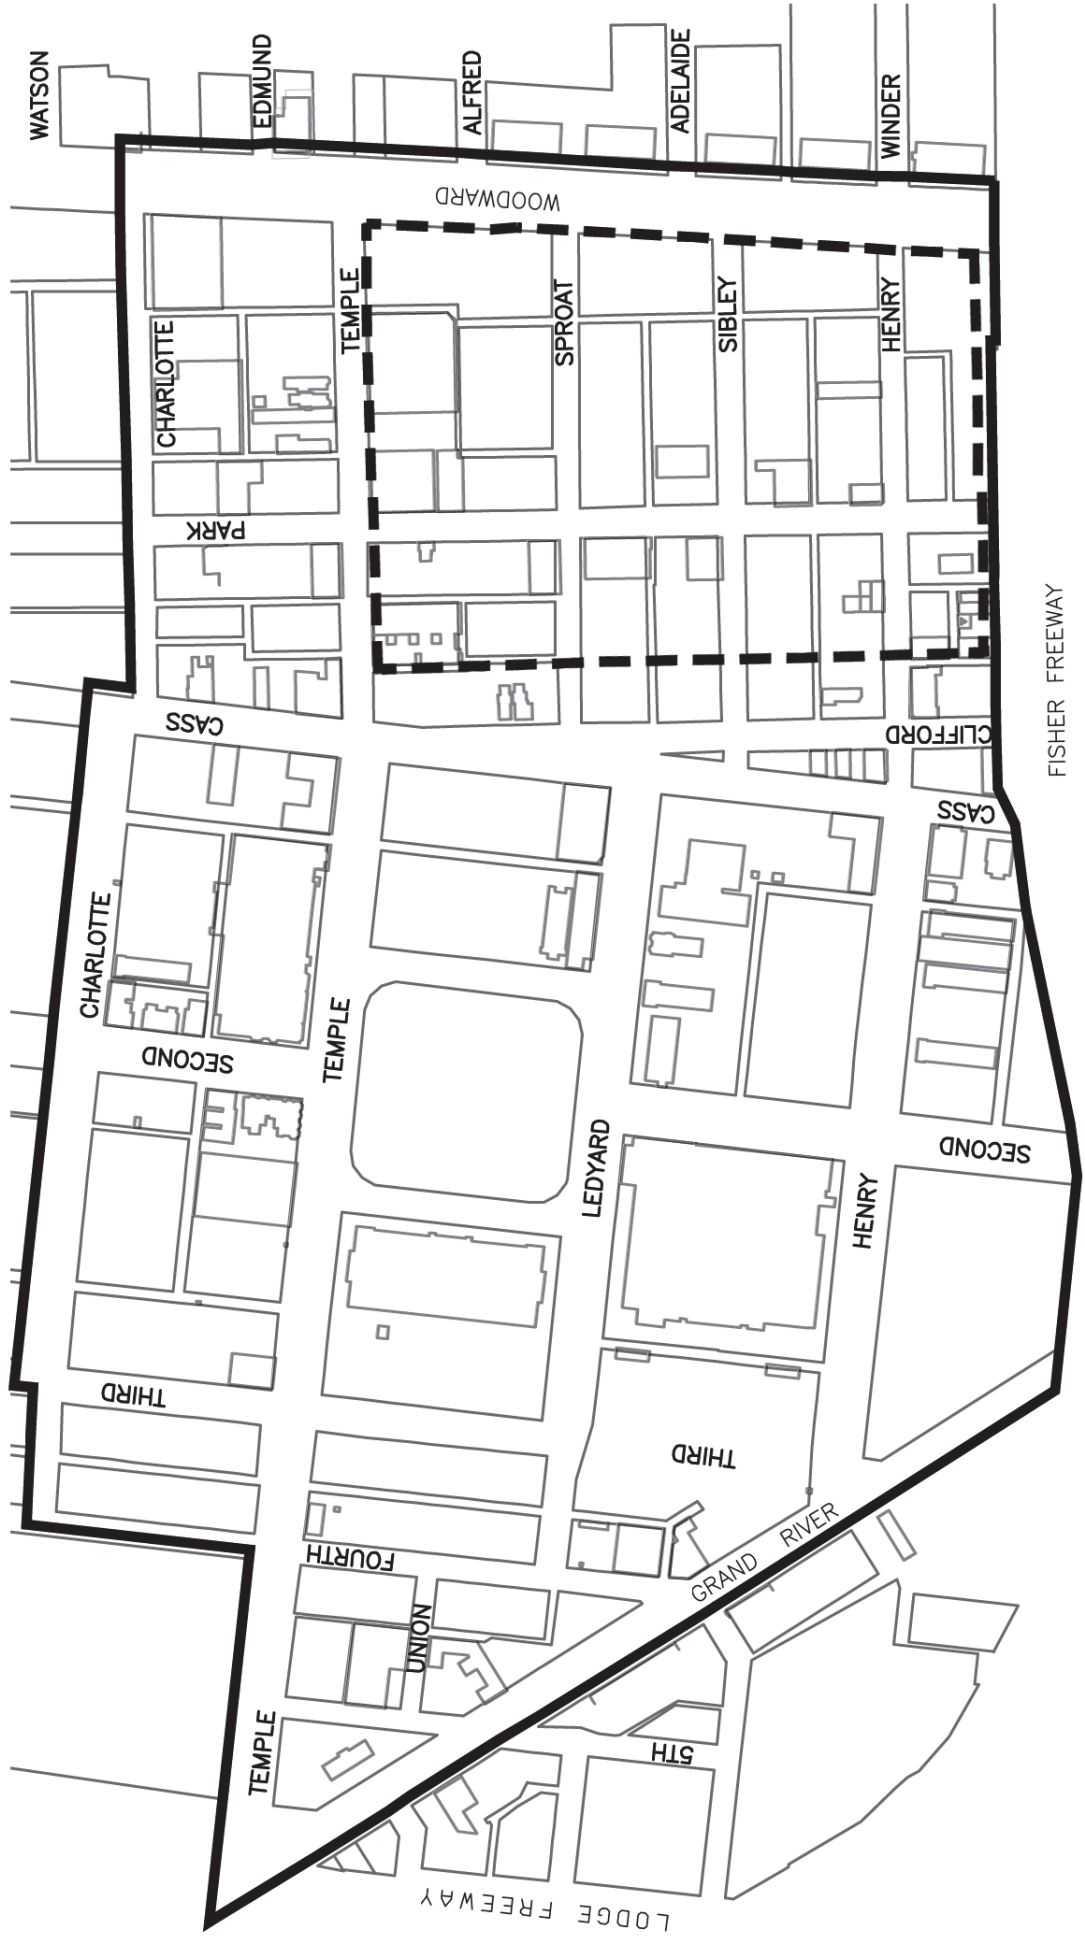 WATSON
EDMUND
ALFRED
ADELAIDE
WINDER
WOODWARD
CHARLOTTE
TEMPLE
SPROAT
SIBLEY
HENRY
PARK
CASS
CLIFFORD
FISHER FREEWAY
CASS
CHARLOTTE
SECOND
TEMPLE
LEDYARD
SECOND
HENRY
THIRD
THIRD
GRAND RIVER
FOURTH
UNION
TEMPLE
5TH
LODGE FREEWAY